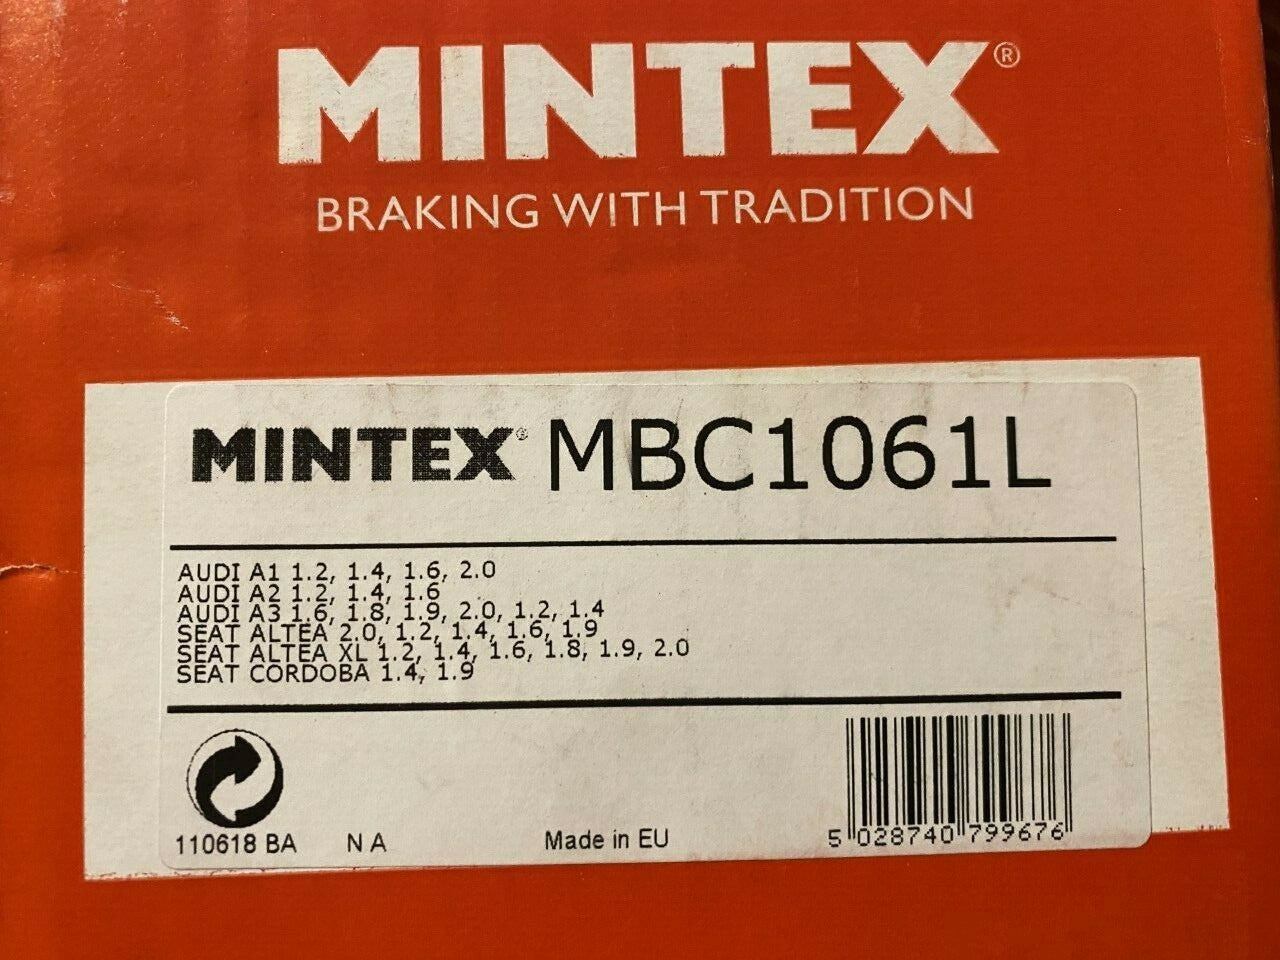 MINTEX®
BRAKING WITH TRADITION
MINTEX® MBC1061L
AUDI A1 1.2, 1.4, 1.6, 2.0
AUDI A2 1.2, 1.4, 1.6
AUDI A3 1.6, 1.8, 1.9, 2.0, 1.2, 1.4
SEAT ALTEA 2.0, 1.2, 1.4, 1.6, 1.9
SEAT ALTEA XL 1.2, 1.4, 1.6, 1.8, 1.9, 2.0
SEAT CORDOBA 1.4, 1.9
110618 BA N A Made in EU 5 028740 799676